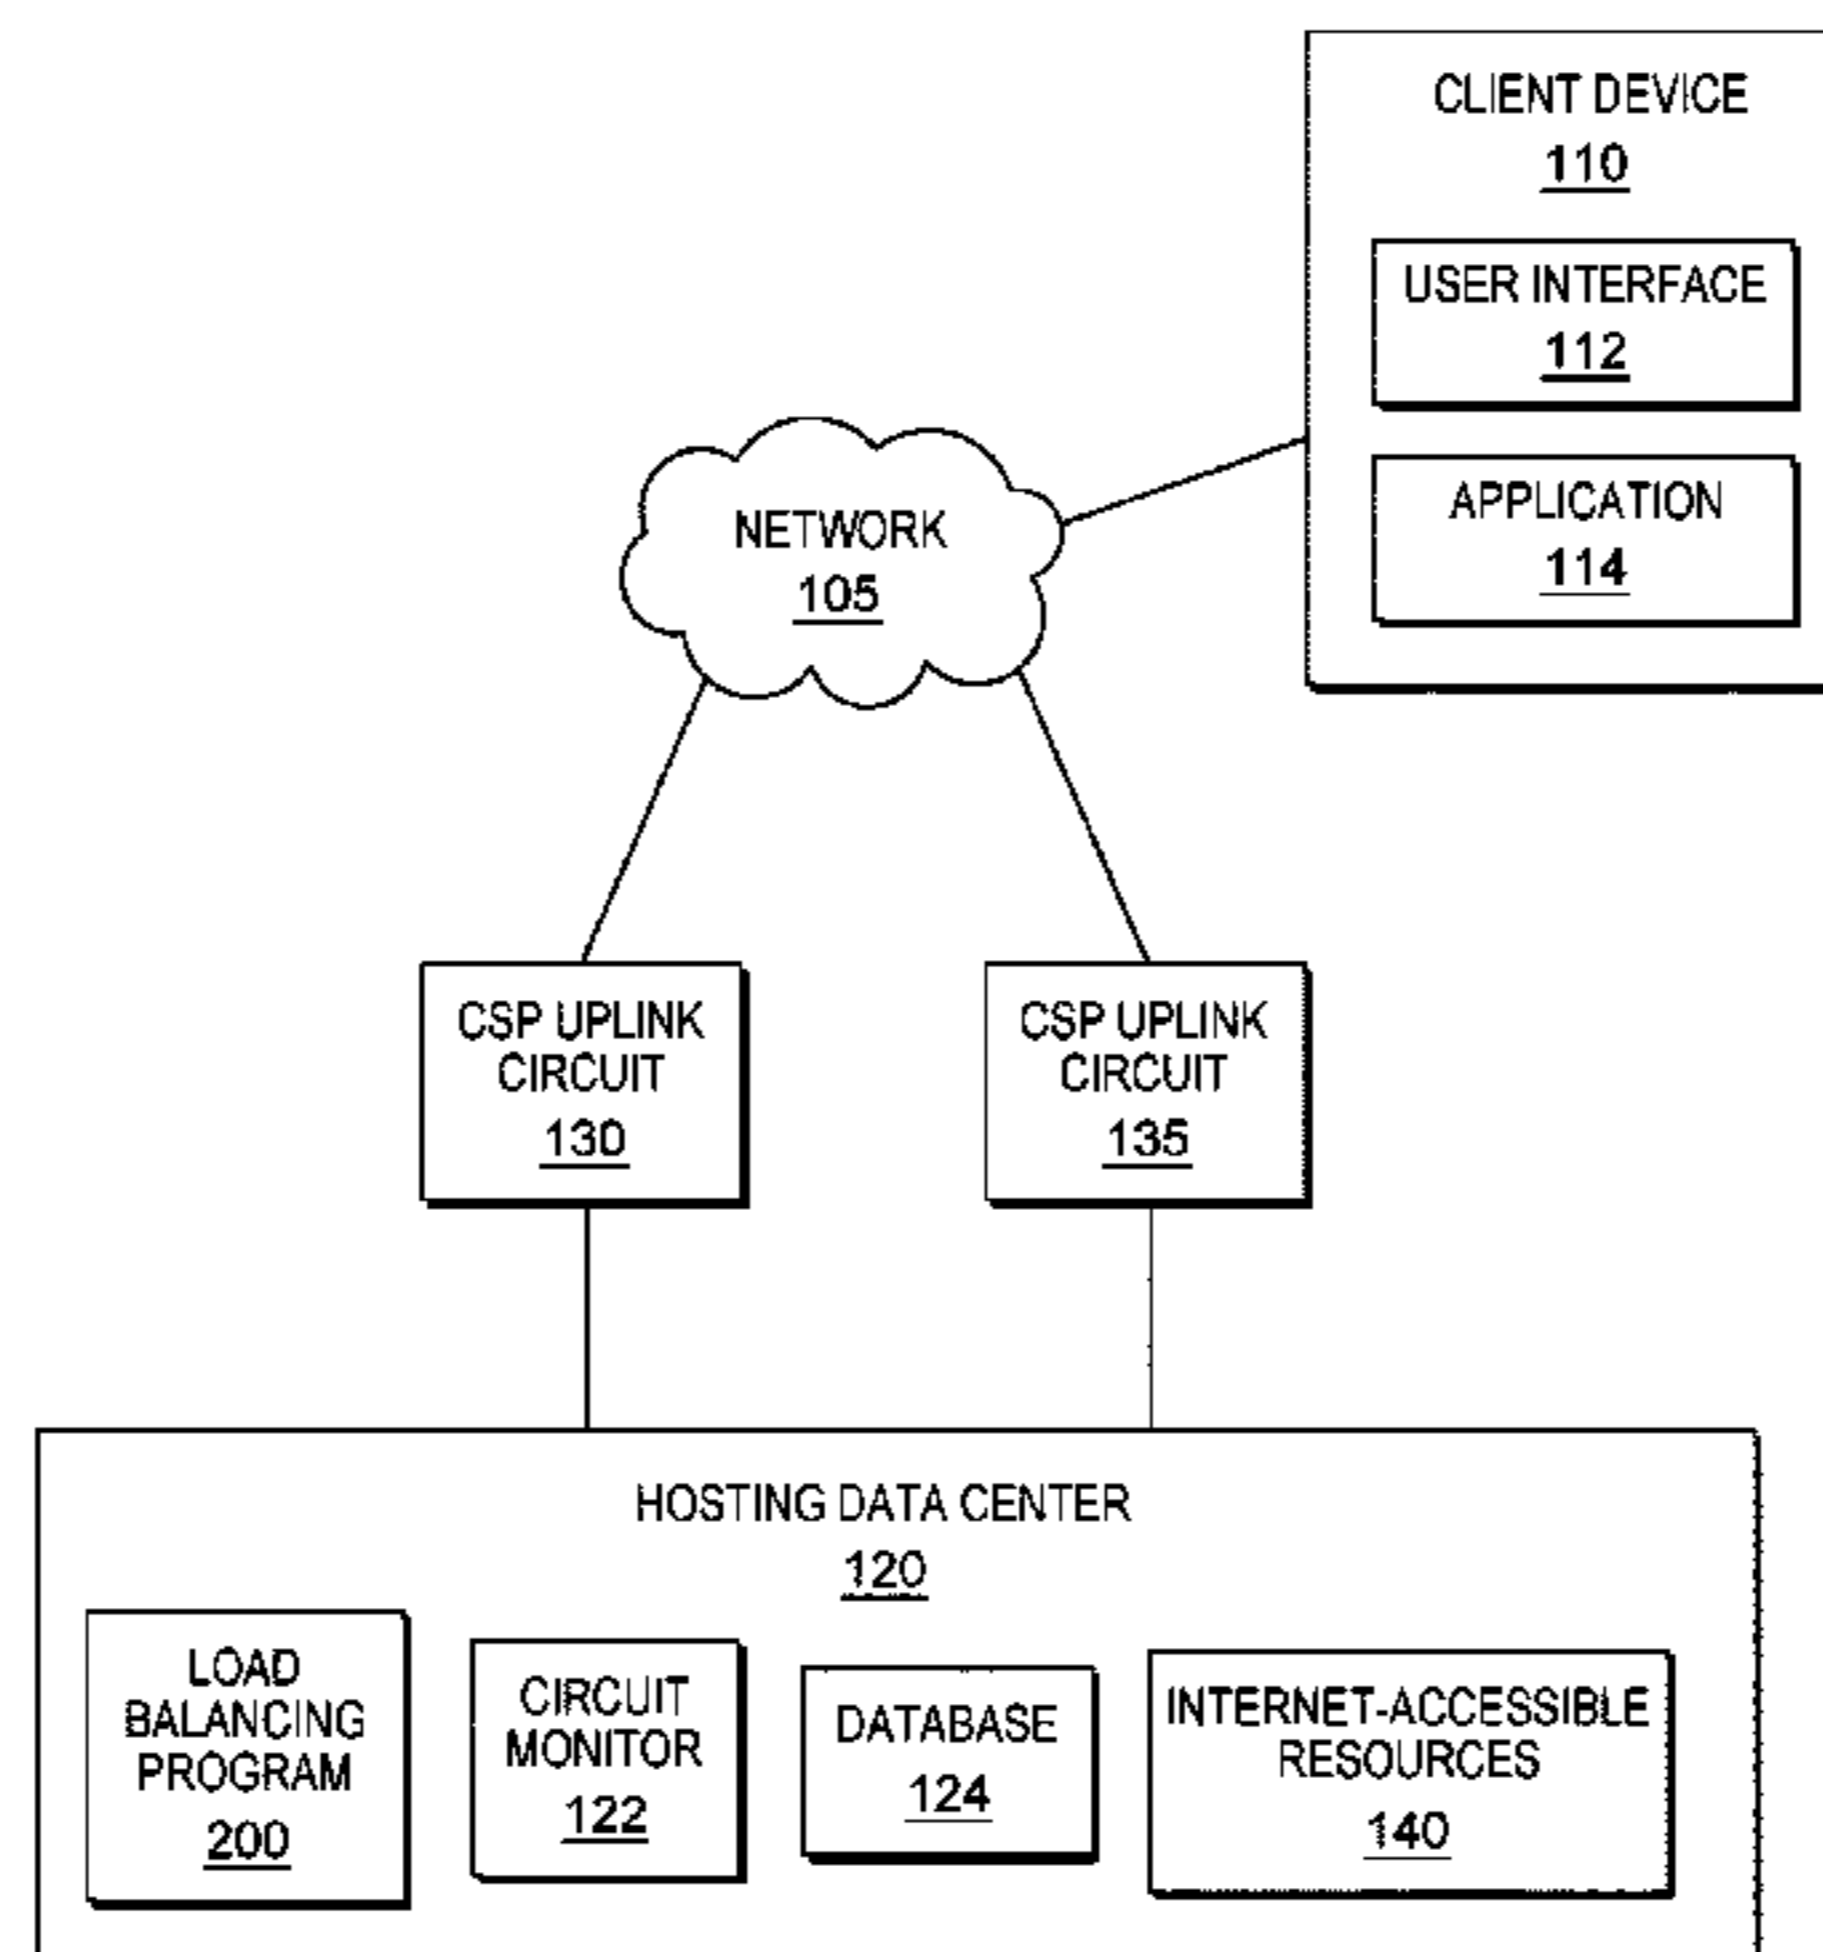 CLIENT DEVICE
110
USER INTERFACE
112
APPLICATION
114
NETWORK
105
CSP UPLINK
CIRCUIT
130
CSP UPLINK
CIRCUIT
135
HOSTING DATA CENTER
120
LOAD
BALANCING
PROGRAM
200
CIRCUIT
MONITOR
122
DATABASE
124
INTERNET-ACCESSIBLE
RESOURCES
140